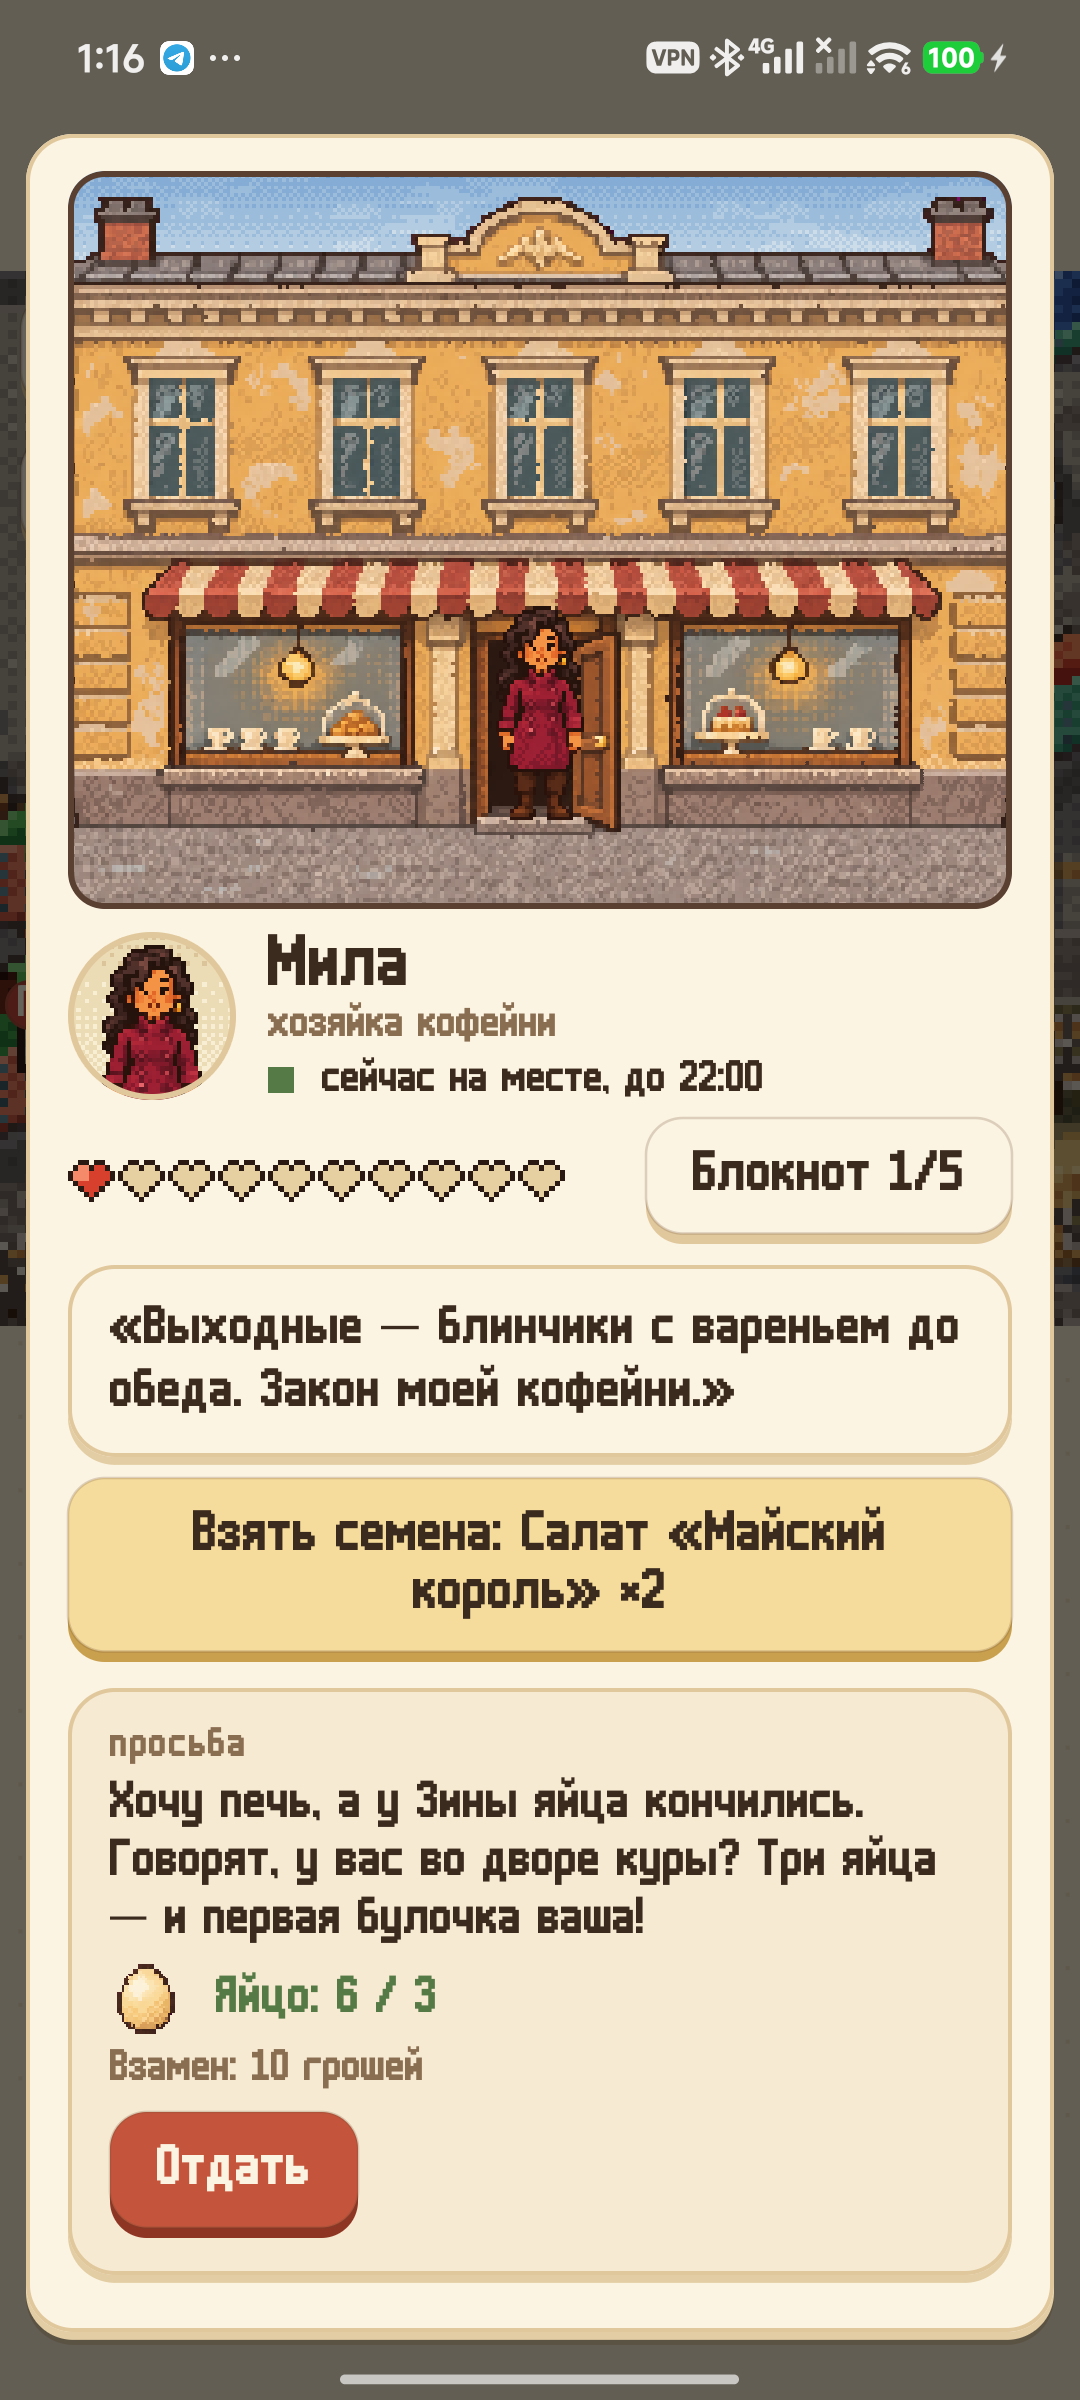 1:16
VPN 4G 6 100
Мила
хозяйка кофейни
сейчас на месте, до 22:00
Блокнот 1/5
«Выходные — блинчики с вареньем до
обеда. Закон моей кофейни.»
Взять семена: Салат «Майский
король» ×2
просьба
Хочу печь, а у Зины яйца кончились.
Говорят, у вас во дворе куры? Три яйца
— и первая булочка ваша!
Яйцо: 6 / 3
Взамен: 10 грошей
Отдать